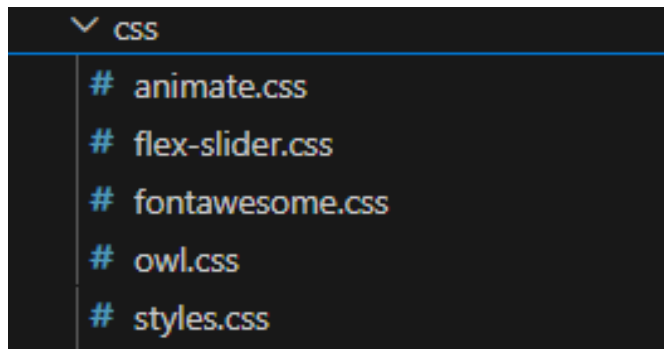 css
# animate.css
# flex-slider.css
# fontawesome.css
# owl.css
# styles.css